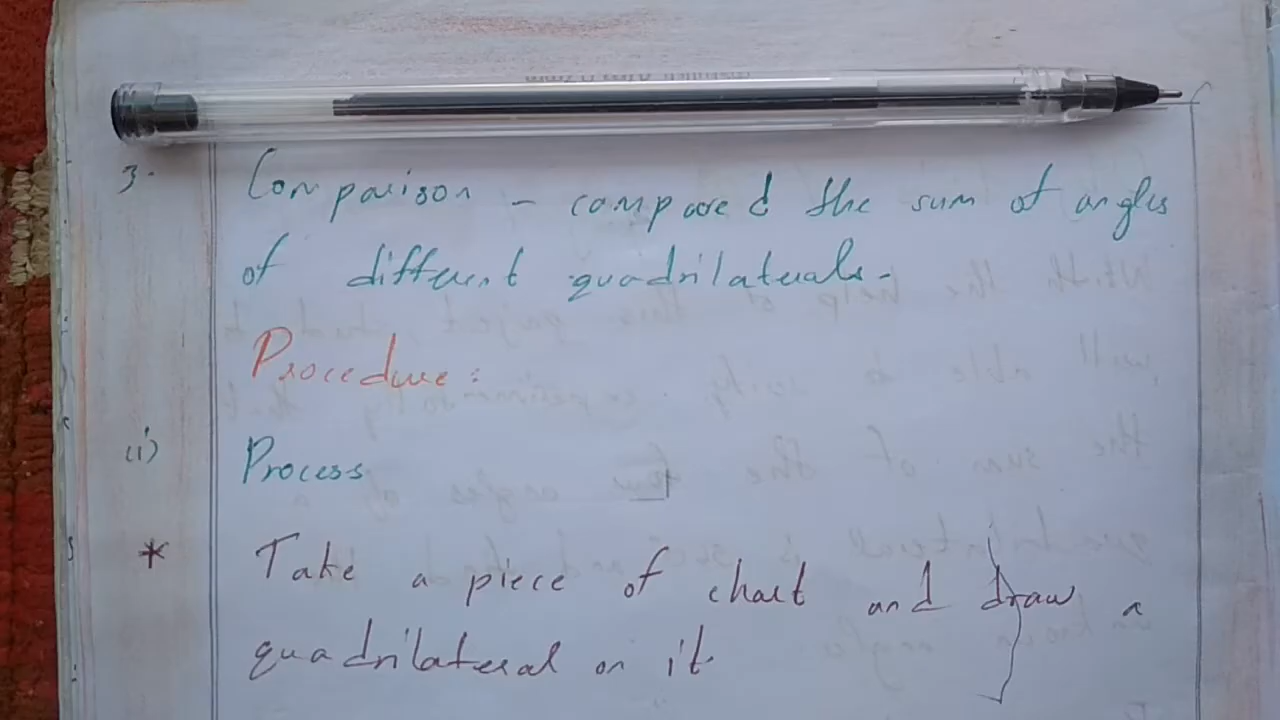 3. Comparison - compared the sum of angles
of different quadrilaterals.
Procedure:
(i) Process
* Take a piece of chart and draw a
quadrilateral on it.